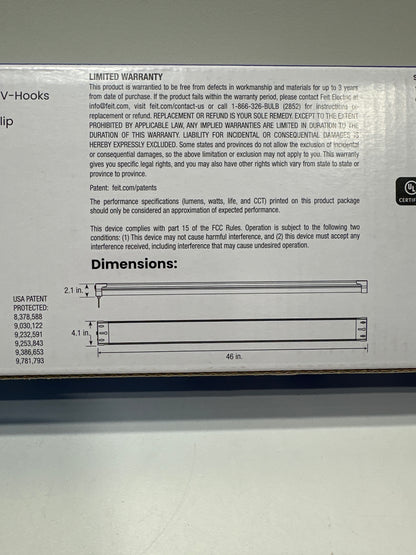 V-Hooks
lip
LIMITED WARRANTY
This product is warrantied to be free from defects in workmanship and materials for up to 3 years
from date of purchase. If the product fails within the warranty period, please contact Feit Electric at
info@feit.com, visit feit.com/contact-us or call 1-866-326-BULB (2852) for instructions on
replacement or refund. REPLACEMENT OR REFUND IS YOUR SOLE REMEDY. EXCEPT TO THE EXTENT
PROHIBITED BY APPLICABLE LAW, ANY IMPLIED WARRANTIES ARE LIMITED IN DURATION TO THE
DURATION OF THIS WARRANTY. LIABILITY FOR INCIDENTAL OR CONSEQUENTIAL DAMAGES IS
HEREBY EXPRESSLY EXCLUDED. Some states and provinces do not allow the exclusion of incidental
or consequential damages, so the above limitation or exclusion may not apply to you. This warranty
gives you specific legal rights, and you may also have other rights which vary from state to state or
province to province.
Patent: feit.com/patents
The performance specifications (lumens, watts, life, and CCT) printed on this product package
should only be considered an approximation of expected performance.
This device complies with part 15 of the FCC Rules. Operation is subject to the following two
conditions: (1) This device may not cause harmful interference, and (2) this device must accept any
interference received, including interference that may cause undesired operation.
Dimensions:
2.1 in.
4.1 in.
46 in.
USA PATENT
PROTECTED:
8,378,588
9,030,122
9,232,591
9,253,843
9,386,653
9,781,793
UL
CERTIF